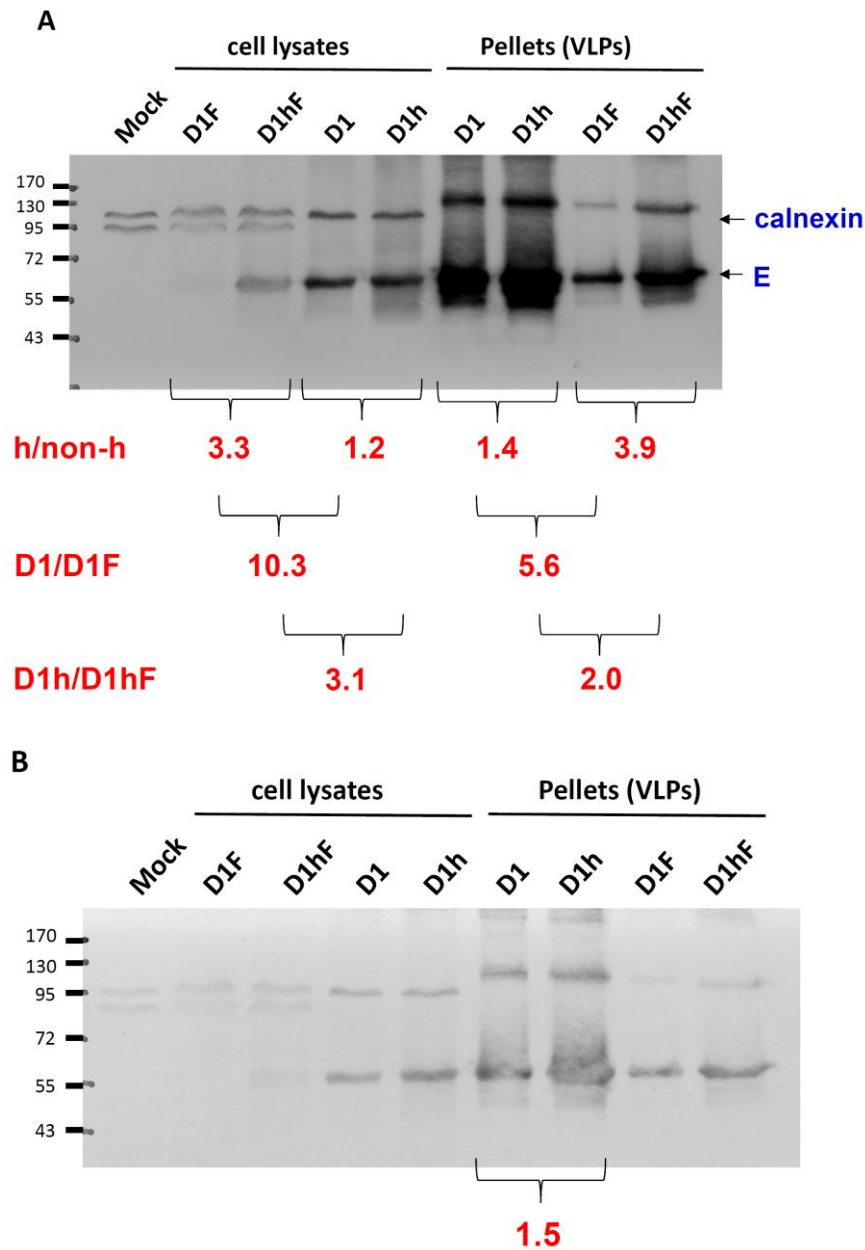 A
cell lysates Pellets (VLPs)
Mock D1F D1hF D1 D1h D1 D1h D1F D1hF
170
130
95
72
55
43
calnexin
E
h/non-h 3.3 1.2 1.4 3.9
D1/D1F 10.3 5.6
D1h/D1hF 3.1 2.0
B
cell lysates Pellets (VLPs)
Mock D1F D1hF D1 D1h D1 D1h D1F D1hF
170
130
95
72
55
43
1.5